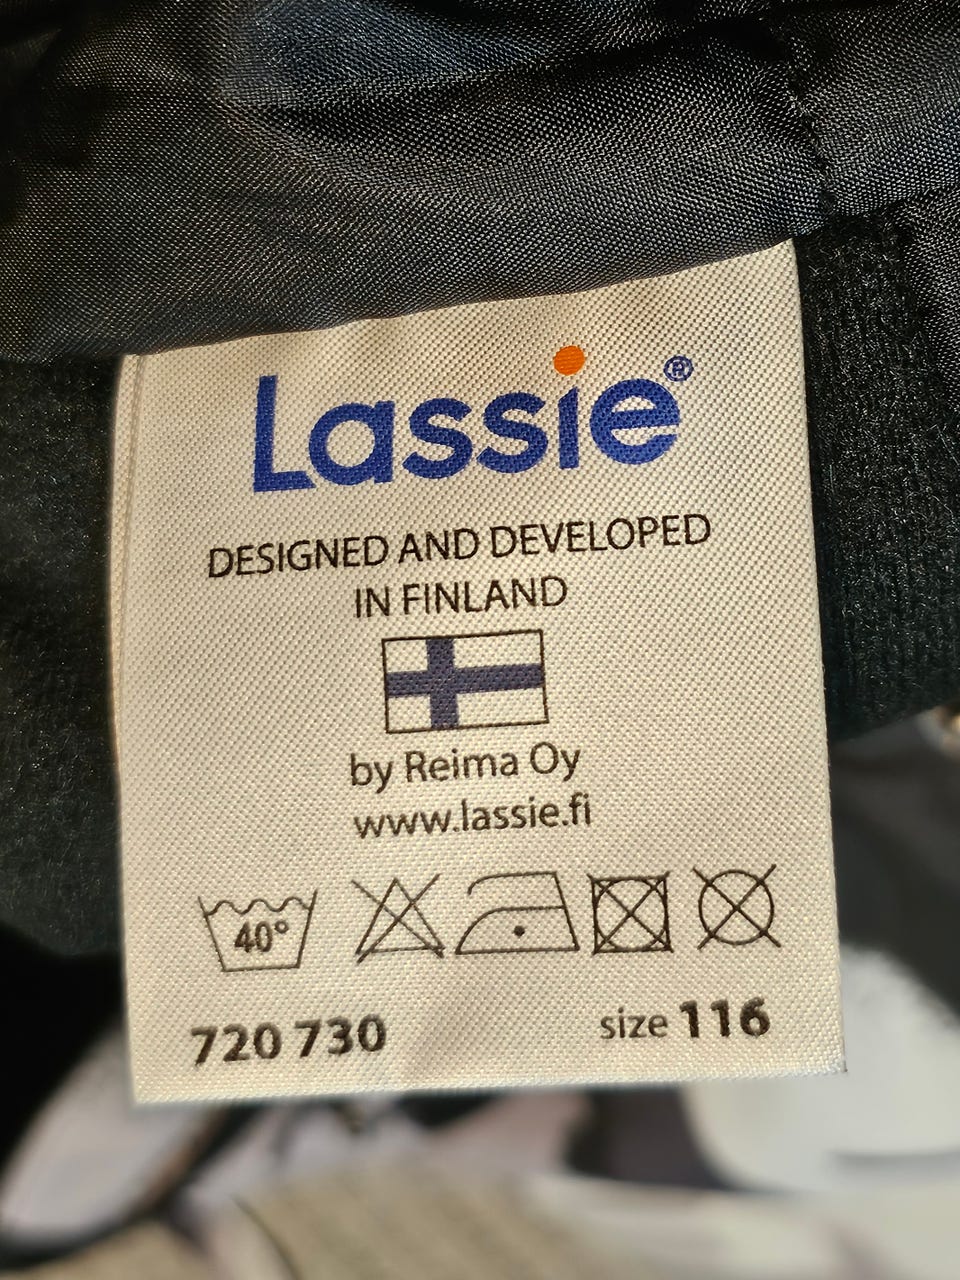 Lassie®
DESIGNED AND DEVELOPED
IN FINLAND
by Reima Oy
www.lassie.fi
40°
720 730 size 116